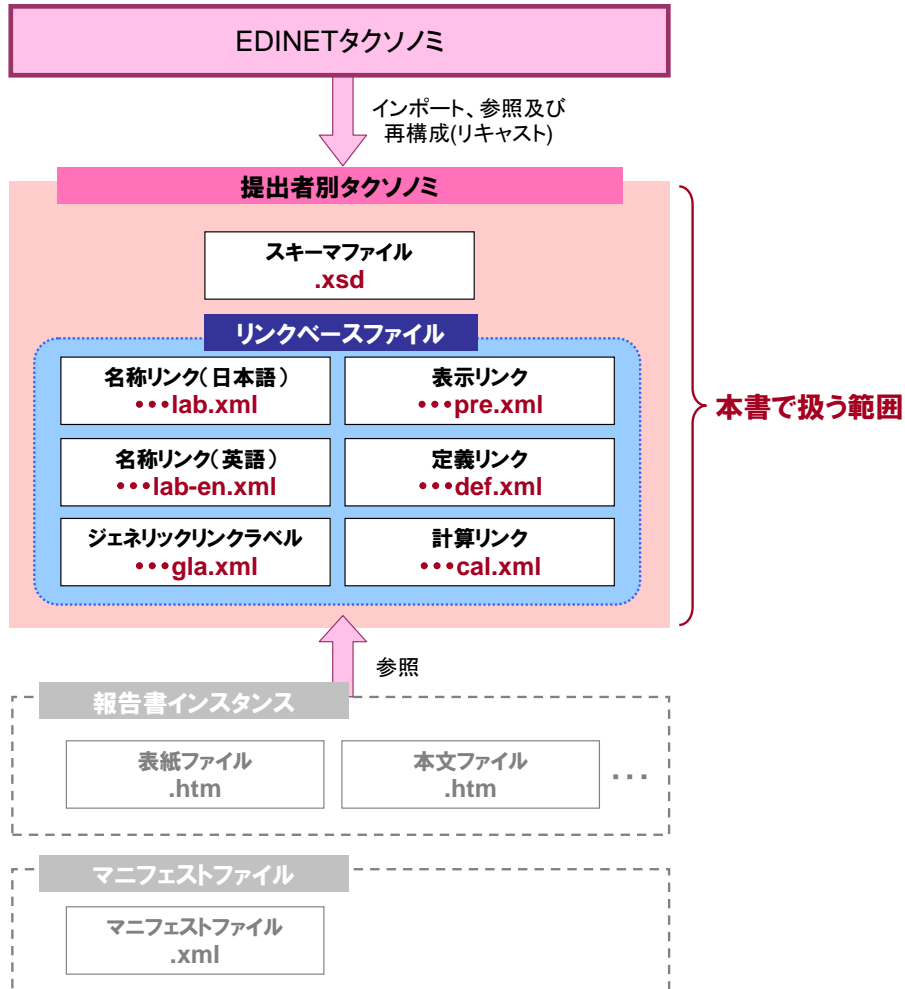 EDINETタクソノミ
インポート、参照及び
再構成(リキャスト)
提出者別タクソノミ
スキーマファイル
.xsd
リンクベースファイル
名称リンク(日本語)
•••lab.xml
表示リンク
•••pre.xml
名称リンク(英語)
•••lab-en.xml
定義リンク
•••def.xml
ジェネリックリンクラベル
•••gla.xml
計算リンク
•••cal.xml
本書で扱う範囲
参照
報告書インスタンス
表紙ファイル
.htm
本文ファイル
.htm
...
マニフェストファイル
マニフェストファイル
.xml